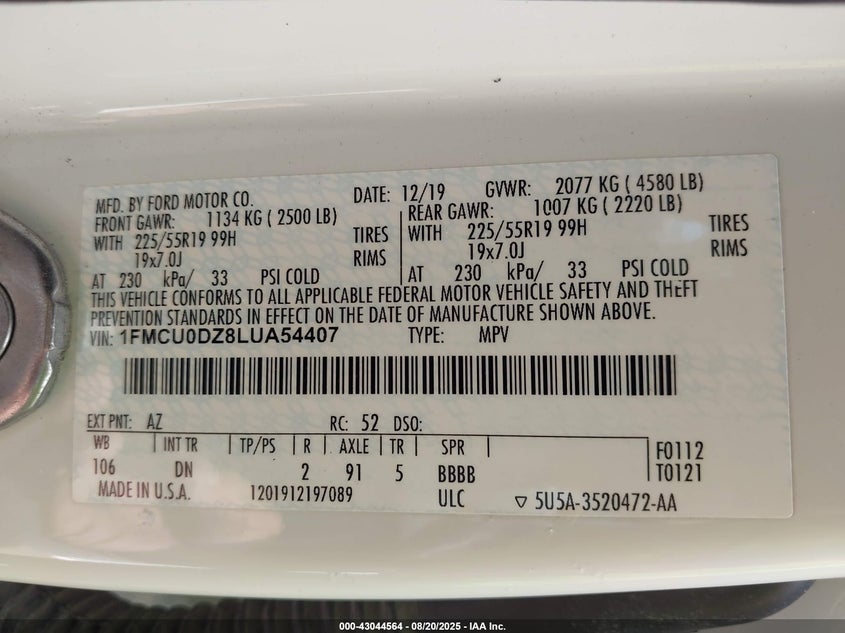 MFD. BY FORD MOTOR CO. DATE: 12/19 GVWR: 2077 KG ( 4580 LB)
FRONT GAWR: 1134 KG ( 2500 LB) REAR GAWR: 1007 KG ( 2220 LB)
WITH 225/55R19 99H TIRES WITH 225/55R19 99H TIRES
19x7.0J RIMS 19x7.0J RIMS
AT 230 kPa/ 33 PSI COLD AT 230 kPa/ 33 PSI COLD
THIS VEHICLE CONFORMS TO ALL APPLICABLE FEDERAL MOTOR VEHICLE SAFETY AND THEFT
PREVENTION STANDARDS IN EFFECT ON THE DATE OF MANUFACTURE SHOWN ABOVE.
VIN: 1FMCU0DZ8LUA54407 TYPE: MPV
EXT PNT: AZ RC: 52 DSO:
WB INT TR TP/PS R AXLE TR SPR F0112
106 DN 2 91 5 BBBB T0121
MADE IN U.S.A. 1201912197089 ULC ▽ 5U5A-3520472-AA
000-43044564 - 08/20/2025 - IAA Inc.